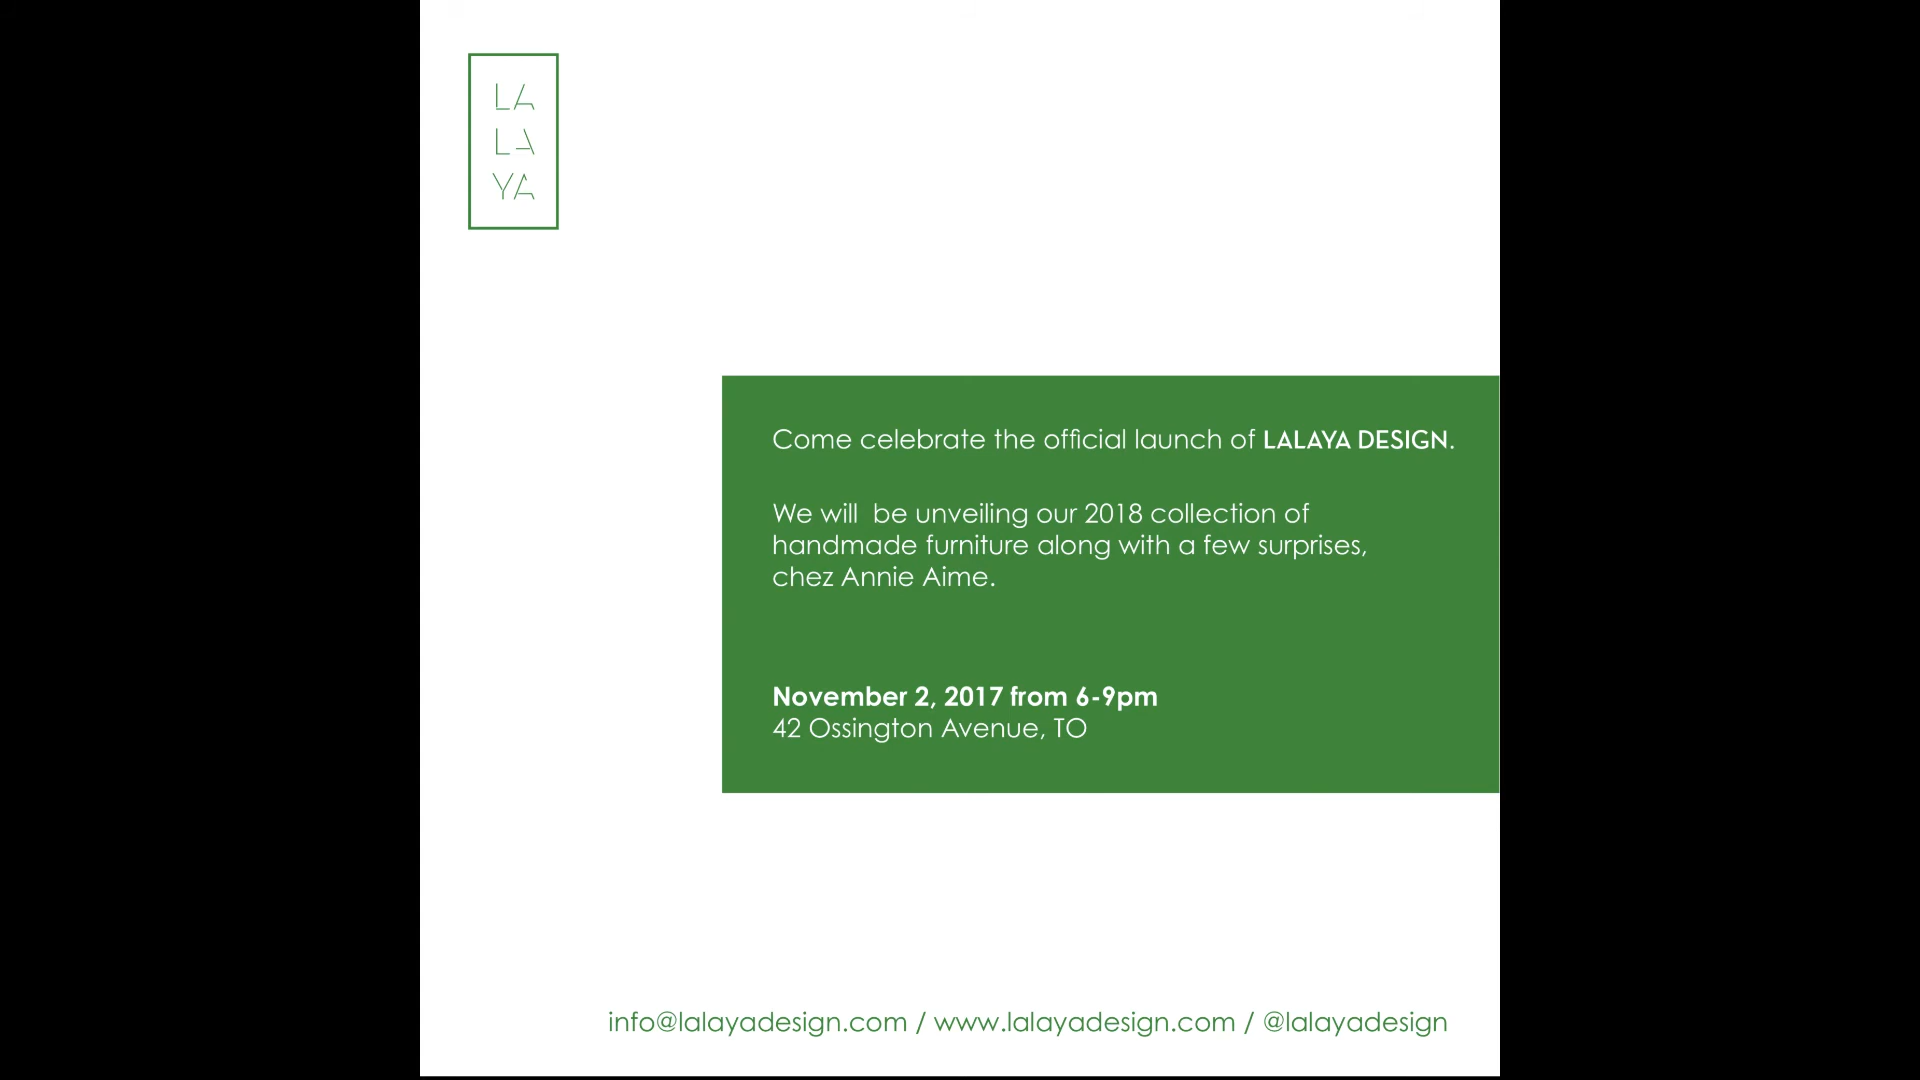 LA
LA
YA
Come celebrate the official launch of LALAYA DESIGN.
We will  be unveiling our 2018 collection of
handmade furniture along with a few surprises,
chez Annie Aime.
November 2, 2017 from 6-9pm
42 Ossington Avenue, TO
info@lalayadesign.com / www.lalayadesign.com / @lalayadesign